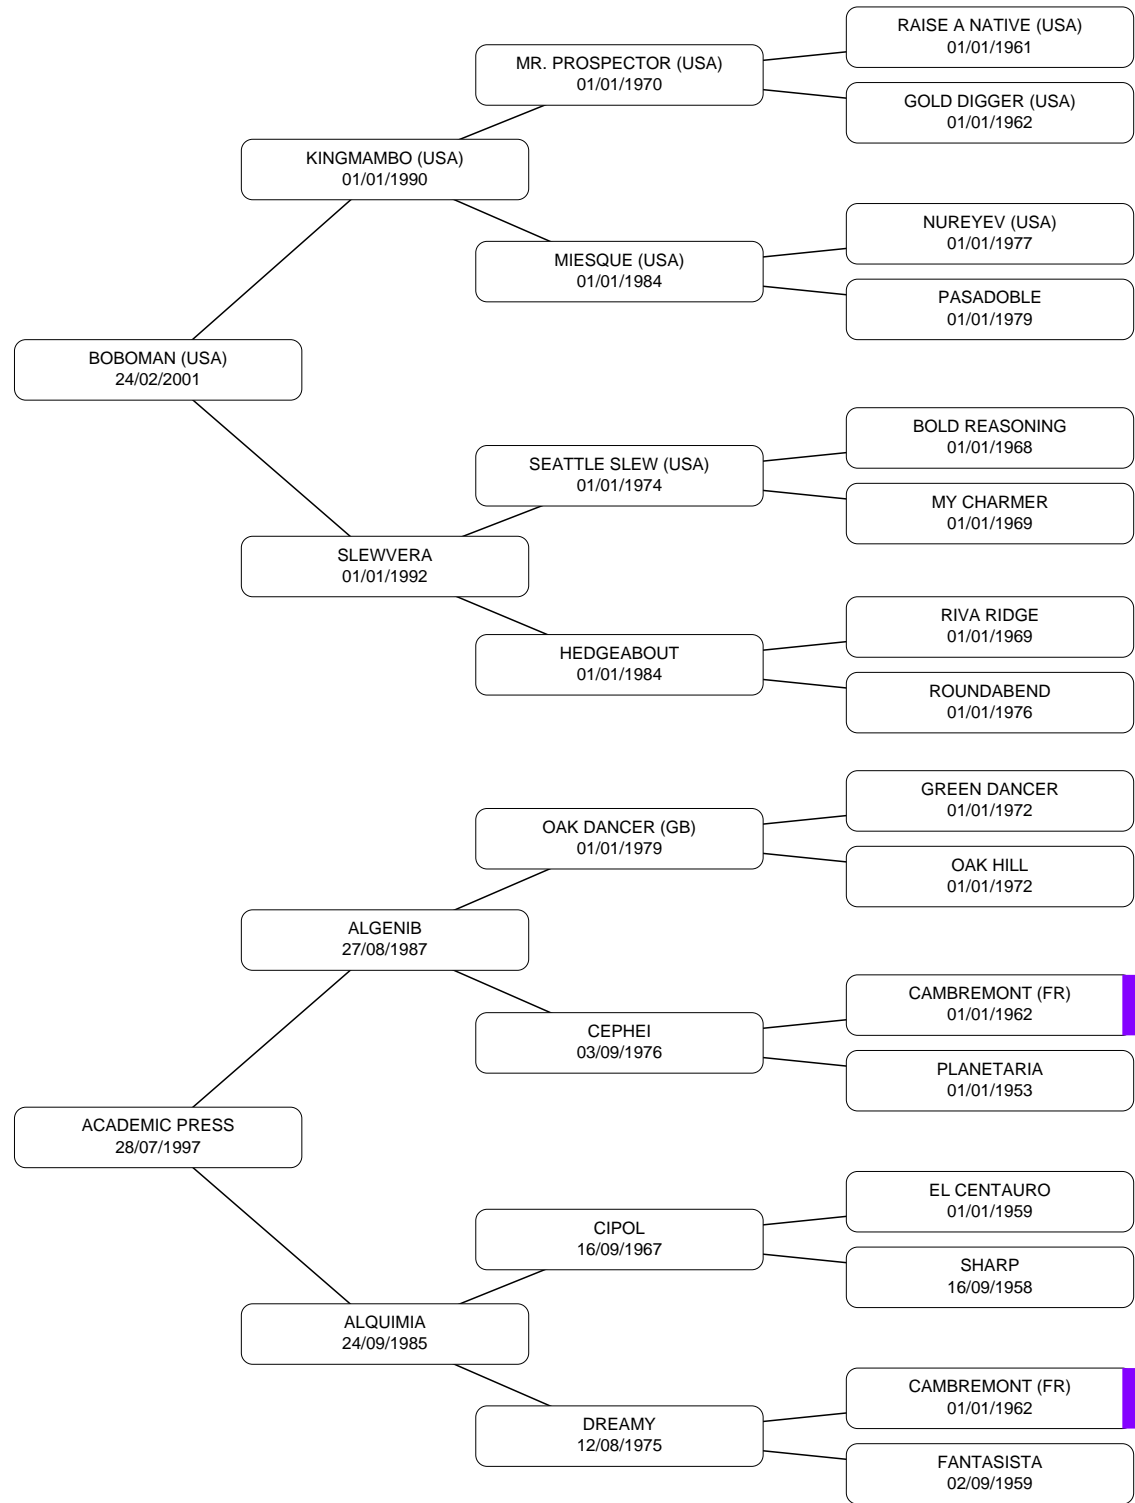 RAISE A NATIVE (USA)
01/01/1961
MR. PROSPECTOR (USA)
01/01/1970
GOLD DIGGER (USA)
01/01/1962
KINGMAMBO (USA)
01/01/1990
NUREYEV (USA)
01/01/1977
MIESQUE (USA)
01/01/1984
PASADOBLE
01/01/1979
BOBOMAN (USA)
24/02/2001
BOLD REASONING
01/01/1968
SEATTLE SLEW (USA)
01/01/1974
MY CHARMER
01/01/1969
SLEWVERA
01/01/1992
RIVA RIDGE
01/01/1969
HEDGEABOUT
01/01/1984
ROUNDABEND
01/01/1976
GREEN DANCER
01/01/1972
OAK DANCER (GB)
01/01/1979
OAK HILL
01/01/1972
ALGENIB
27/08/1987
CAMBREMONT (FR)
01/01/1962
CEPHEI
03/09/1976
PLANETARIA
01/01/1953
ACADEMIC PRESS
28/07/1997
EL CENTAURO
01/01/1959
CIPOL
16/09/1967
SHARP
16/09/1958
ALQUIMIA
24/09/1985
CAMBREMONT (FR)
01/01/1962
DREAMY
12/08/1975
FANTASISTA
02/09/1959